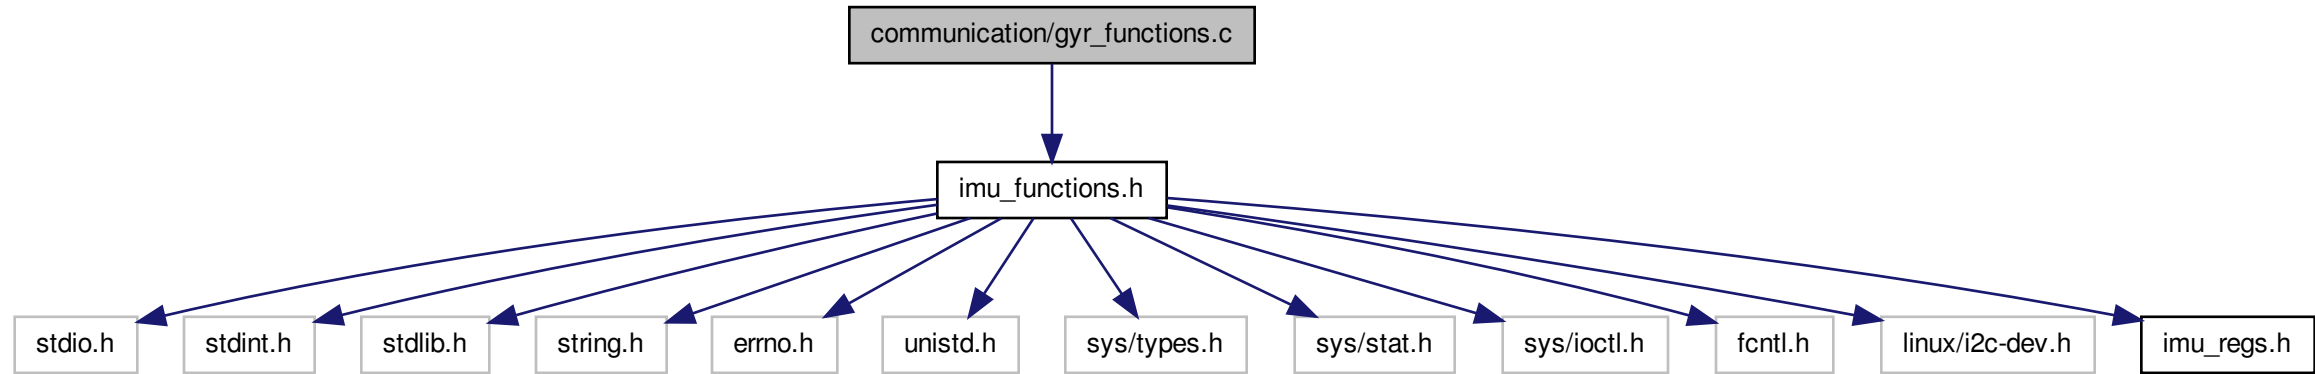 communication/gyr_functions.c
imu_functions.h
stdio.h
stdint.h
stdlib.h
string.h
errno.h
unistd.h
sys/types.h
sys/stat.h
sys/ioctl.h
fcntl.h
linux/i2c-dev.h
imu_regs.h